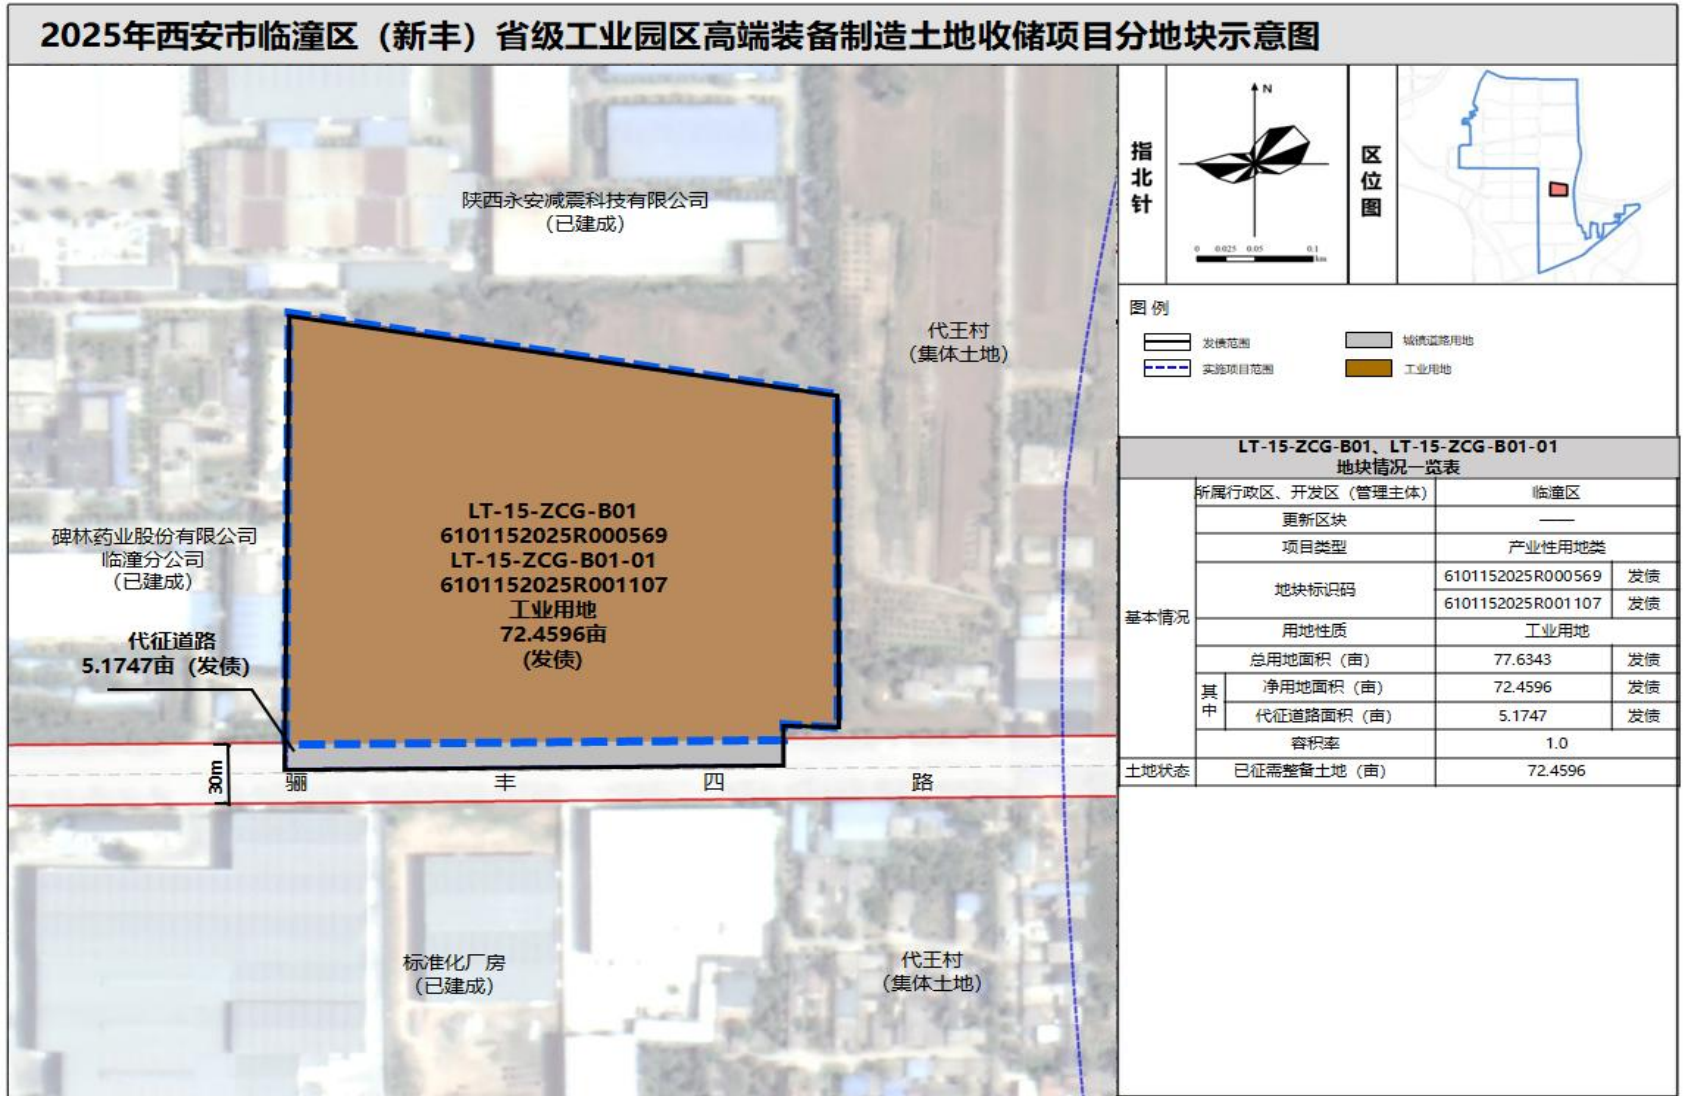 2025年西安市临潼区（新丰）省级工业园区高端装备制造土地收储项目分地块示意图
陕西永安减震科技有限公司
（已建成）
代王村
（集体土地）
LT-15-ZCG-B01
6101152025R000569
LT-15-ZCG-B01-01
6101152025R001107
工业用地
72.4596亩
(发债)
碑林药业股份有限公司
临潼分公司
（已建成）
代征道路
5.1747亩（发债）
30m
骊丰四路
标准化厂房
（已建成）
代王村
（集体土地）
指北针
N
0 0.025 0.05 0.1
km
区位图
图例
发债范围
城镇道路用地
实施项目范围
工业用地
LT-15-ZCG-B01、LT-15-ZCG-B01-01
地块情况一览表
基本情况
所属行政区、开发区（管理主体） 临潼区
更新区块 ——
项目类型 产业性用地类
地块标识码 6101152025R000569 发债
6101152025R001107 发债
用地性质 工业用地
总用地面积（亩） 77.6343 发债
其中 净用地面积（亩） 72.4596 发债
代征道路面积（亩） 5.1747 发债
容积率 1.0
土地状态 已征需整备土地（亩） 72.4596